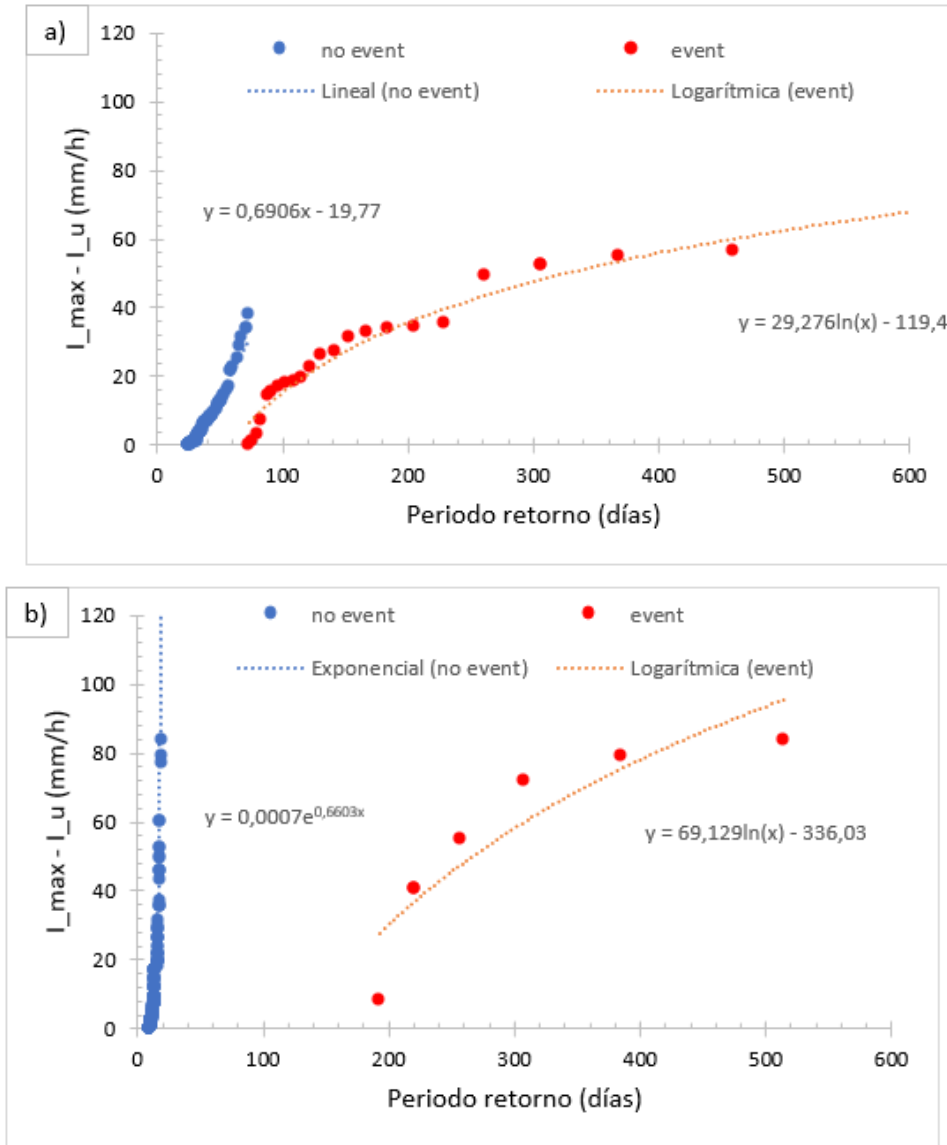 a)
120
100
80
60
40
20
0
I_max - I_u (mm/h)
no event
event
Lineal (no event)
Logarítmica (event)
y = 0,6906x - 19,77
y = 29,276ln(x) - 119,4
0 100 200 300 400 500 600
Periodo retorno (días)
b)
120
100
80
60
40
20
0
I_max - I_u (mm/h)
no event
event
Exponencial (no event)
Logarítmica (event)
y = 0,0007e^0,6603x
y = 69,129ln(x) - 336,03
0 100 200 300 400 500 600
Periodo retorno (días)